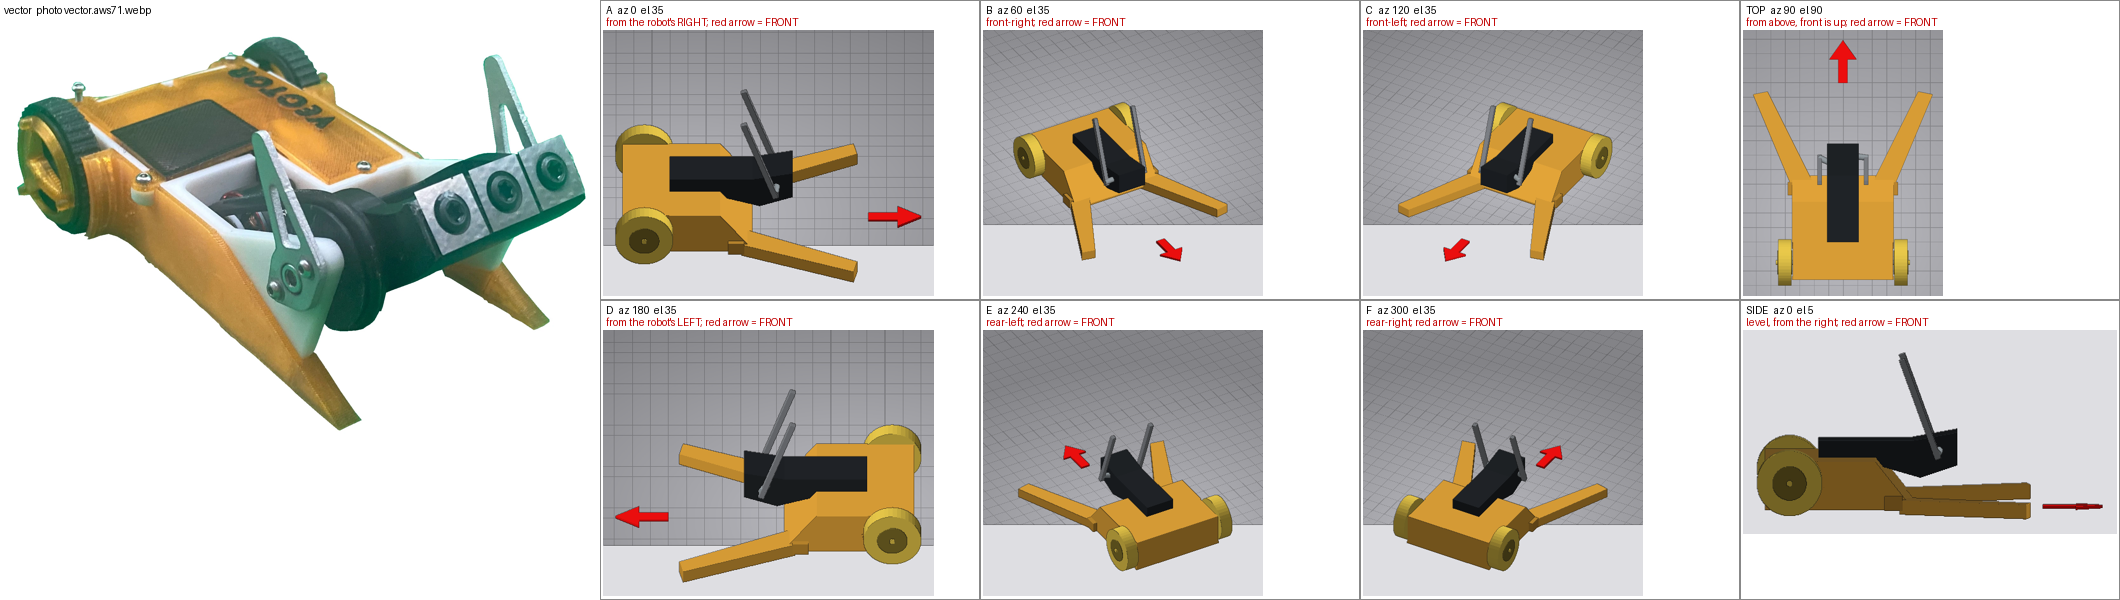 vector photovector.aws71.webp
VECTOR
A az 0 el 35
from the robot's RIGHT; red arrow = FRONT
B az 60 el 35
front-right; red arrow = FRONT
C az 120 el 35
front-left; red arrow = FRONT
TOP az 90 el 90
from above, front is up; red arrow = FRONT
D az 180 el 35
from the robot's LEFT; red arrow = FRONT
E az 240 el 35
rear-left; red arrow = FRONT
F az 300 el 35
rear-right; red arrow = FRONT
SIDE az 0 el 5
level, from the right; red arrow = FRONT